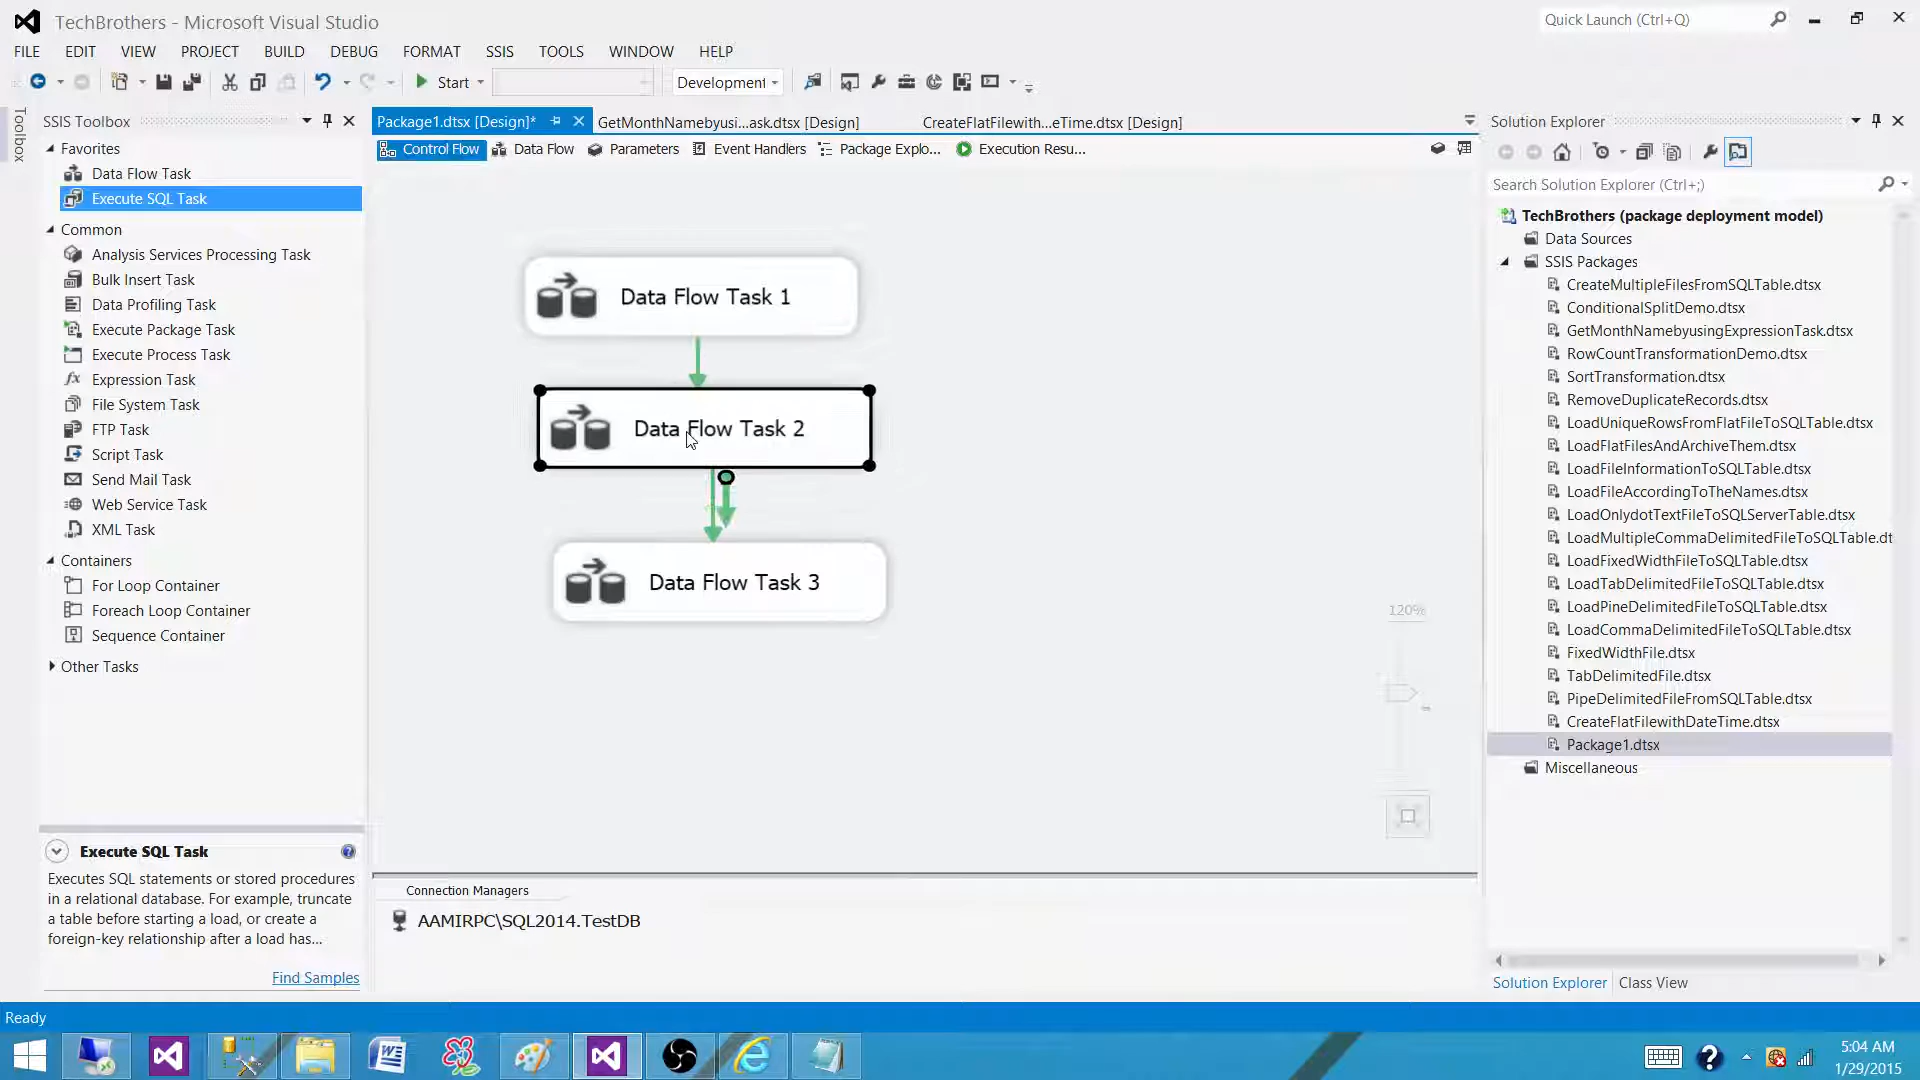 TechBrothers - Microsoft Visual Studio
Quick Launch (Ctrl+Q)
FILE EDIT VIEW PROJECT BUILD DEBUG FORMAT SSIS TOOLS WINDOW HELP
Start
Development
Toolbox
SSIS Toolbox
Favorites
Data Flow Task
Execute SQL Task
Common
Analysis Services Processing Task
Bulk Insert Task
Data Profiling Task
Execute Package Task
Execute Process Task
Expression Task
File System Task
FTP Task
Script Task
Send Mail Task
Web Service Task
XML Task
Containers
For Loop Container
Foreach Loop Container
Sequence Container
Other Tasks
Execute SQL Task
Executes SQL statements or stored procedures
in a relational database. For example, truncate
a table before starting a load, or create a
foreign-key relationship after a load has...
Find Samples
Package1.dtsx [Design]* GetMonthNamebyusi...ask.dtsx [Design] CreateFlatFilewith...eTime.dtsx [Design]
Control Flow Data Flow Parameters Event Handlers Package Explo... Execution Resu...
Data Flow Task 1
Data Flow Task 2
Data Flow Task 3
120%
Connection Managers
AAMIRPC\SQL2014.TestDB
Solution Explorer
Search Solution Explorer (Ctrl+;)
TechBrothers (package deployment model)
Data Sources
SSIS Packages
CreateMultipleFilesFromSQLTable.dtsx
ConditionalSplitDemo.dtsx
GetMonthNamebyusingExpressionTask.dtsx
RowCountTransformationDemo.dtsx
SortTransformation.dtsx
RemoveDuplicateRecords.dtsx
LoadUniqueRowsFromFlatFileToSQLTable.dtsx
LoadFlatFilesAndArchiveThem.dtsx
LoadFileInformationToSQLTable.dtsx
LoadFileAccordingToTheNames.dtsx
LoadOnlydotTextFileToSQLServerTable.dtsx
LoadMultipleCommaDelimitedFileToSQLTable.dt
LoadFixedWidthFileToSQLTable.dtsx
LoadTabDelimitedFileToSQLTable.dtsx
LoadPineDelimitedFileToSQLTable.dtsx
LoadCommaDelimitedFileToSQLTable.dtsx
FixedWidthFile.dtsx
TabDelimitedFile.dtsx
PipeDelimitedFileFromSQLTable.dtsx
CreateFlatFilewithDateTime.dtsx
Package1.dtsx
Miscellaneous
Solution Explorer Class View
Ready
5:04 AM
1/29/2015